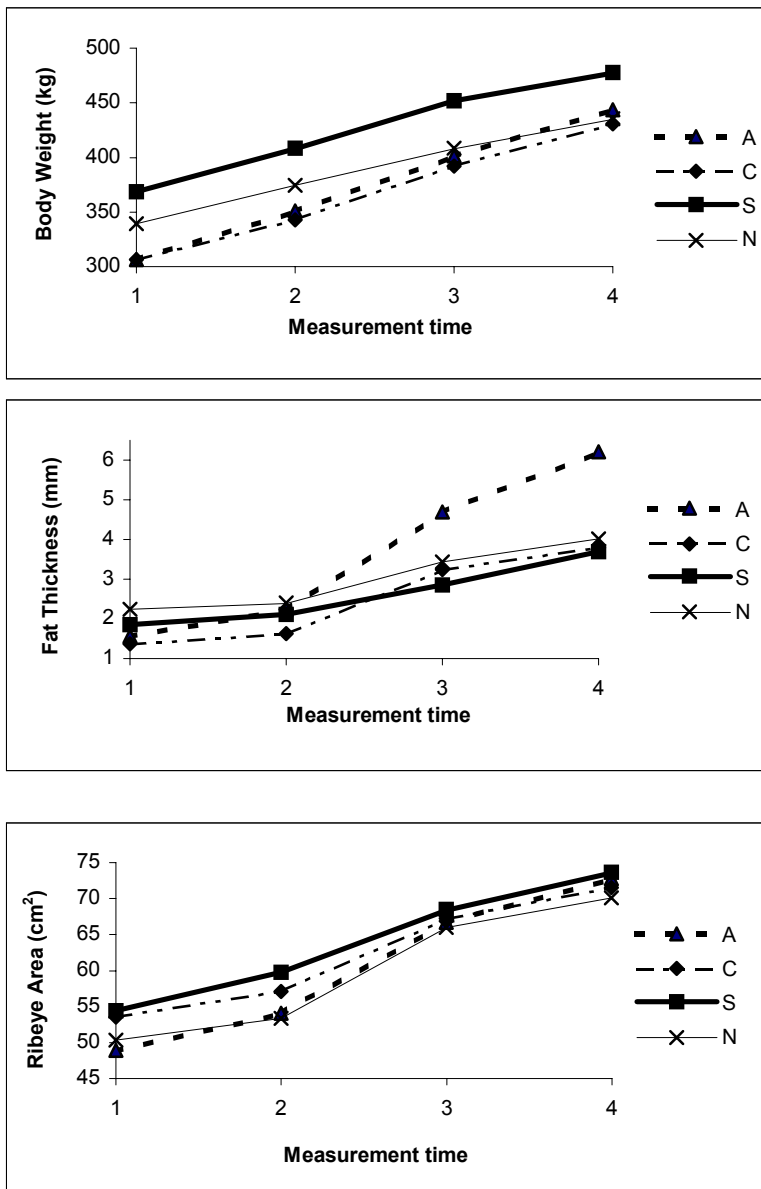 500
450
400
350
300
Body Weight (kg)
1 2 3 4
Measurement time
A
C
S
N
6
5
4
3
2
1
Fat Thickness (mm)
1 2 3 4
Measurement time
A
C
S
N
75
70
65
60
55
50
45
Ribeye Area (cm²)
1 2 3 4
Measurement time
A
C
S
N